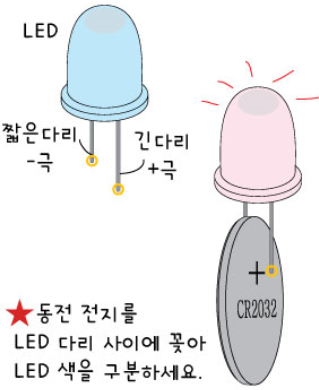 LED
짧은다리
-극
긴다리
+극
+
CR2032
★동전 전지를
LED 다리 사이에 꽂아
LED 색을 구분하세요.